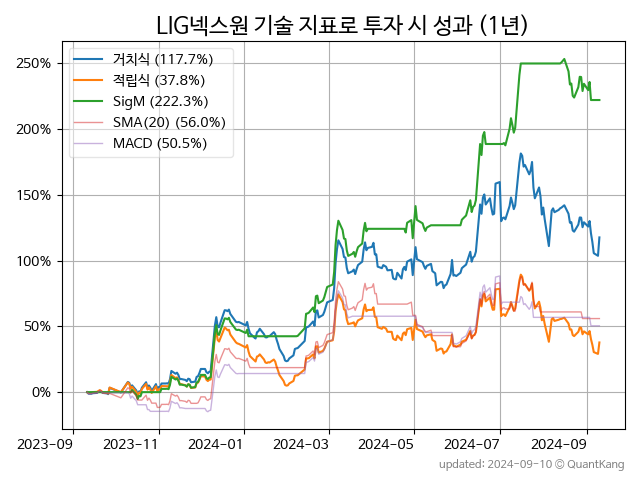 LIG넥스원 기술 지표로 투자 시 성과 (1년)
거치식 (117.7%)
적립식 (37.8%)
SigM (222.3%)
SMA(20) (56.0%)
MACD (50.5%)
250%
200%
150%
100%
50%
0%
2023-09 2023-11 2024-01 2024-03 2024-05 2024-07 2024-09
updated: 2024-09-10 ⓒ QuantKang